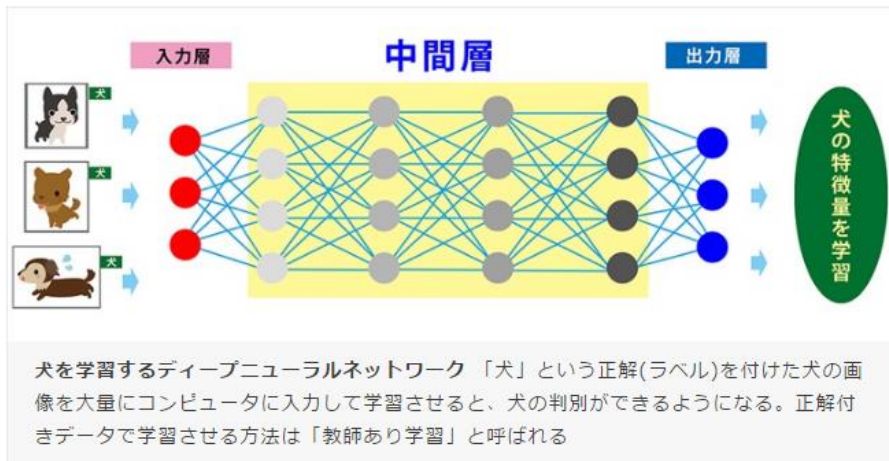 入力層
中間層
出力層
犬
犬
犬
犬の特徴量を学習
犬を学習するディープニューラルネットワーク 「犬」という正解(ラベル)を付けた犬の画
像を大量にコンピュータに入力して学習させると、犬の判別ができるようになる。正解付
きデータで学習させる方法は「教師あり学習」と呼ばれる